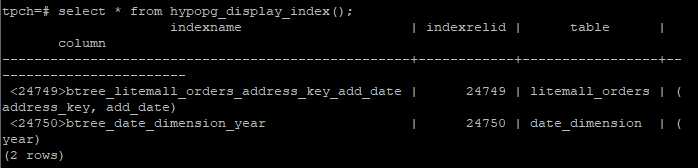 tpch=# select * from hypopg_display_index();
indexname | indexrelid | table |
column
----------------------------------------------+------------+-----------------+--
-----------------------
<24749>btree_litemall_orders_address_key_add_date | 24749 | litemall_orders | (
address_key, add_date)
<24750>btree_date_dimension_year | 24750 | date_dimension | (
year)
(2 rows)